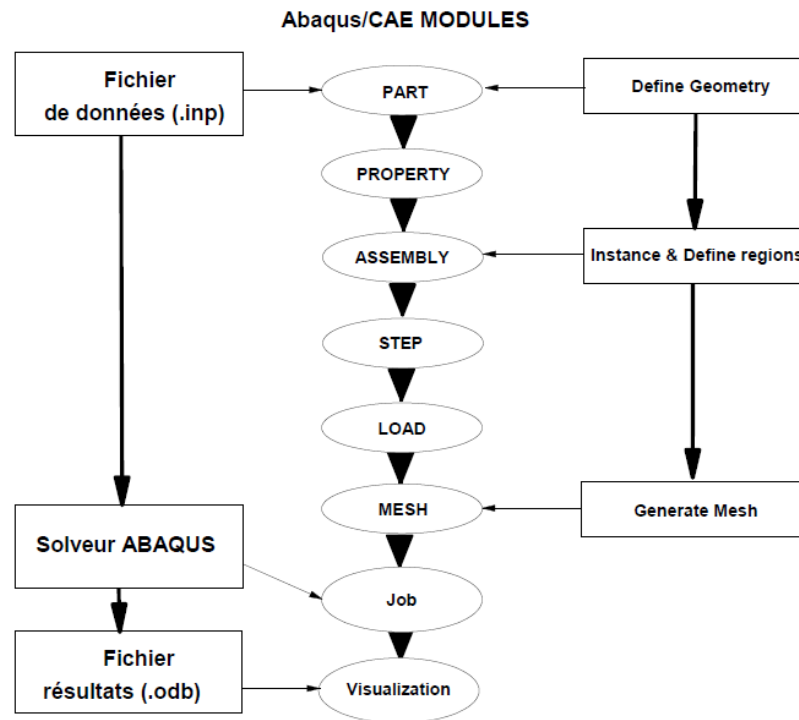 Abaqus/CAE MODULES
Fichier
de données (.inp)
PART
Define Geometry
PROPERTY
ASSEMBLY
Instance & Define regions
STEP
LOAD
MESH
Generate Mesh
Solveur ABAQUS
Job
Fichier
résultats (.odb)
Visualization